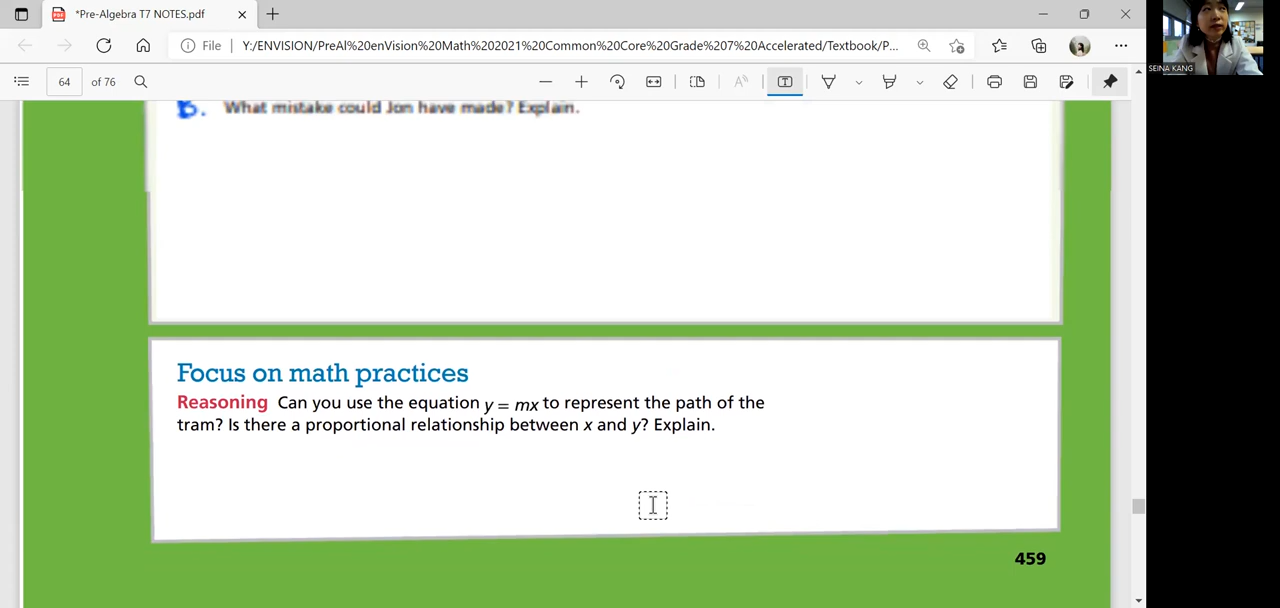 *Pre-Algebra T7 NOTES.pdf
File
Y:/ENVISION/PreAl%20enVision%20Math%202021%20Common%20Core%20Grade%207%20Accelerated/Textbook/P...
64 of 76
SEINA KANG
B. What mistake could Jon have made? Explain.
Focus on math practices
Reasoning Can you use the equation y = mx to represent the path of the
tram? Is there a proportional relationship between x and y? Explain.
459